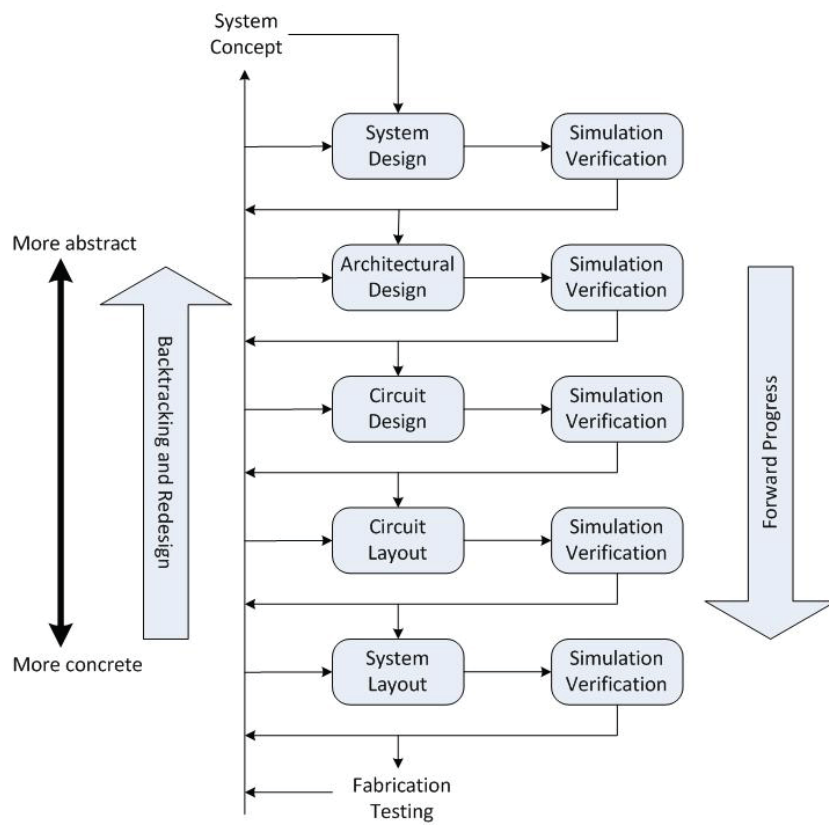 System
Concept
System
Design
Simulation
Verification
More abstract
Architectural
Design
Simulation
Verification
Backtracking and Redesign
Circuit
Design
Simulation
Verification
Forward Progress
Circuit
Layout
Simulation
Verification
More concrete
System
Layout
Simulation
Verification
Fabrication
Testing